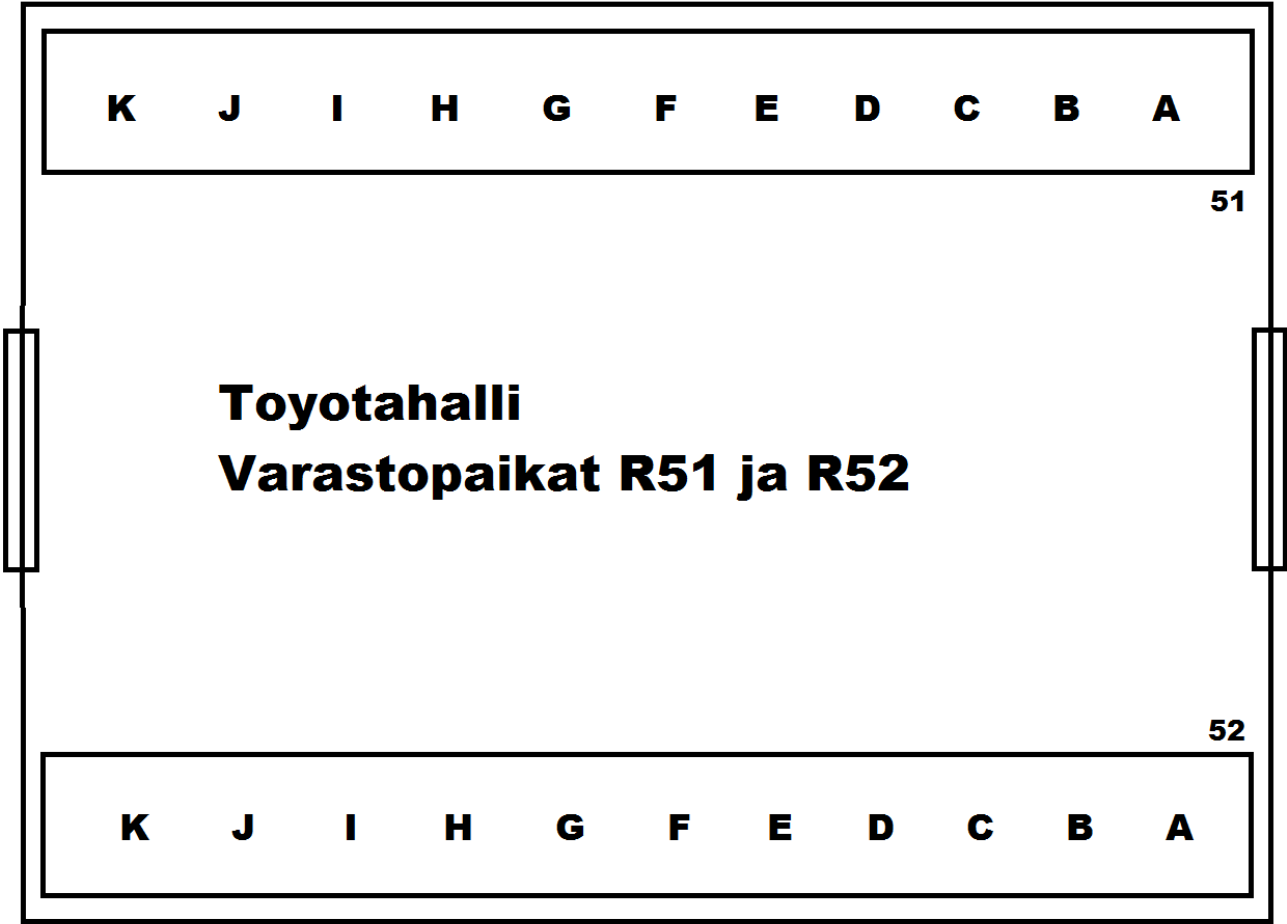 K J I H G F E D C B A
51
Toyotahalli
Varastopaikat R51 ja R52
52
K J I H G F E D C B A